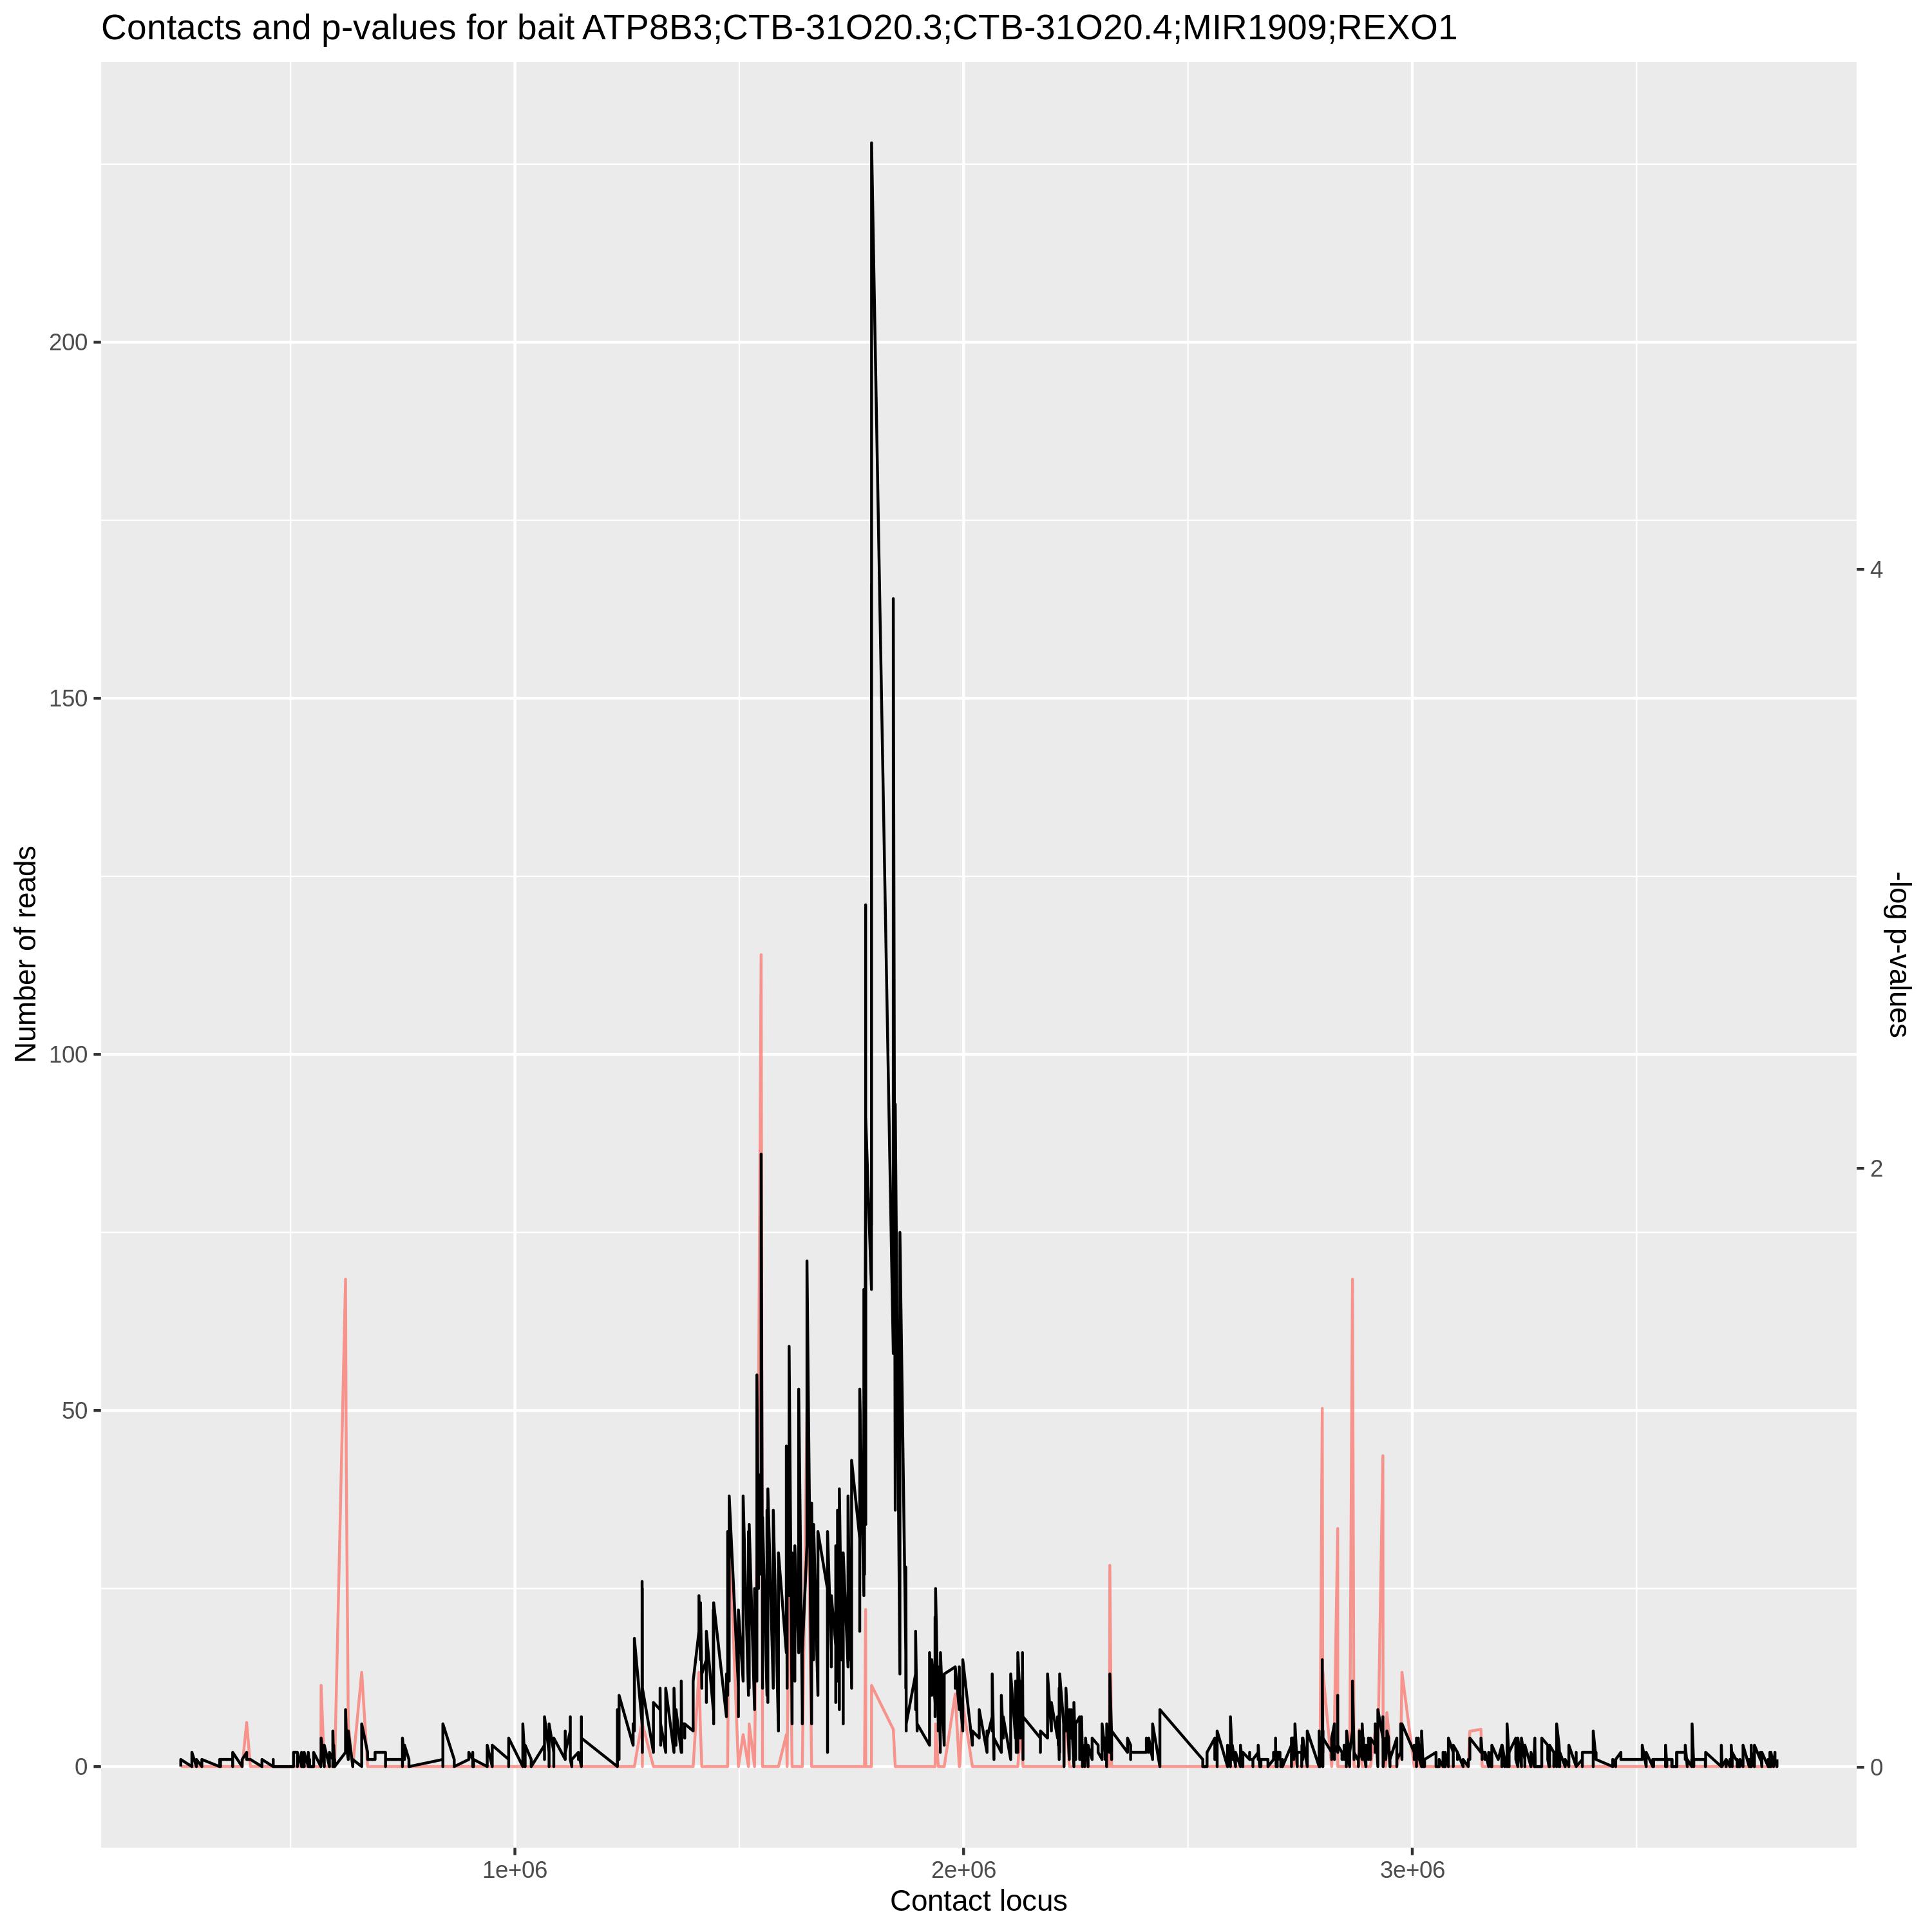 Contacts and p-values for bait ATP8B3;CTB-31O20.3;CTB-31O20.4;MIR1909;REXO1
200
150
100
50
0
Number of reads
4
2
0
-log p-values
1e+06
2e+06
3e+06
Contact locus